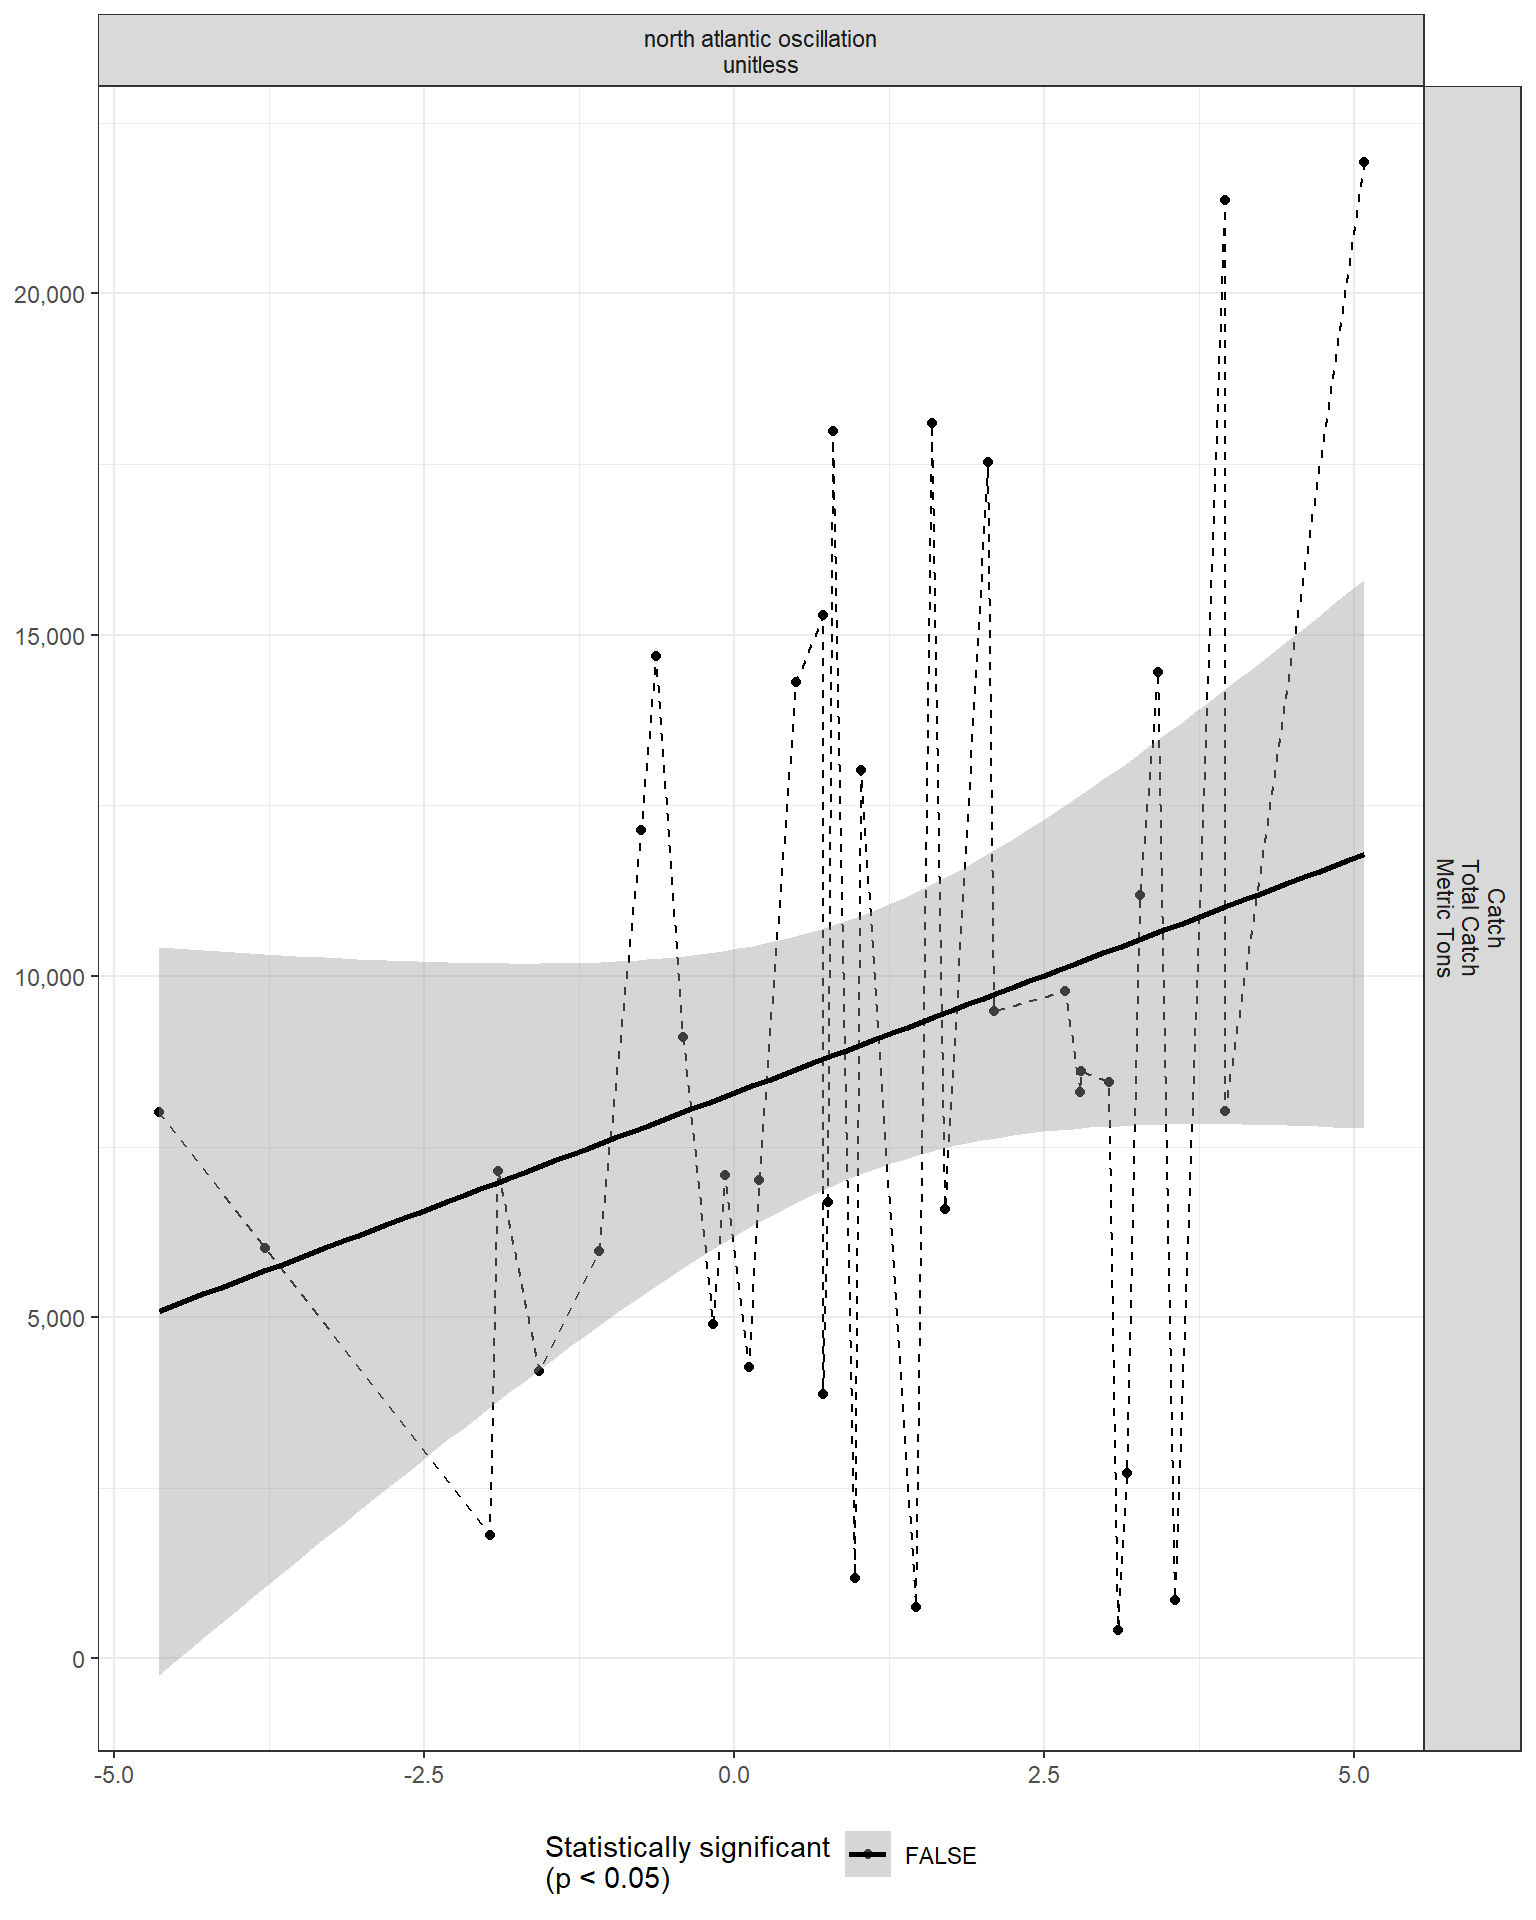 north atlantic oscillation
unitless
20,000
15,000
10,000
5,000
0
Catch
Total Catch
Metric Tons
-5.0
-2.5
0.0
2.5
5.0
Statistically significant
(p < 0.05)
FALSE